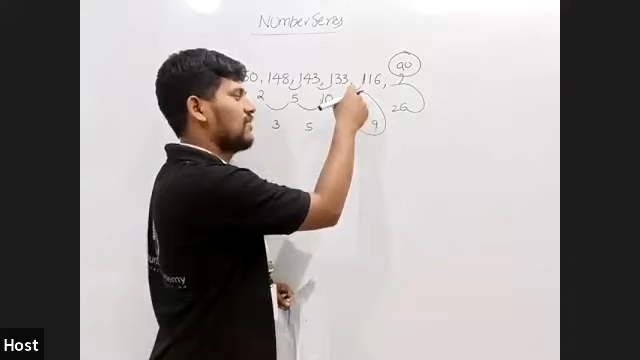 Number Series
50, 148, 143, 133, 116, ?
90
2 5 10 26
3 5 9
Host